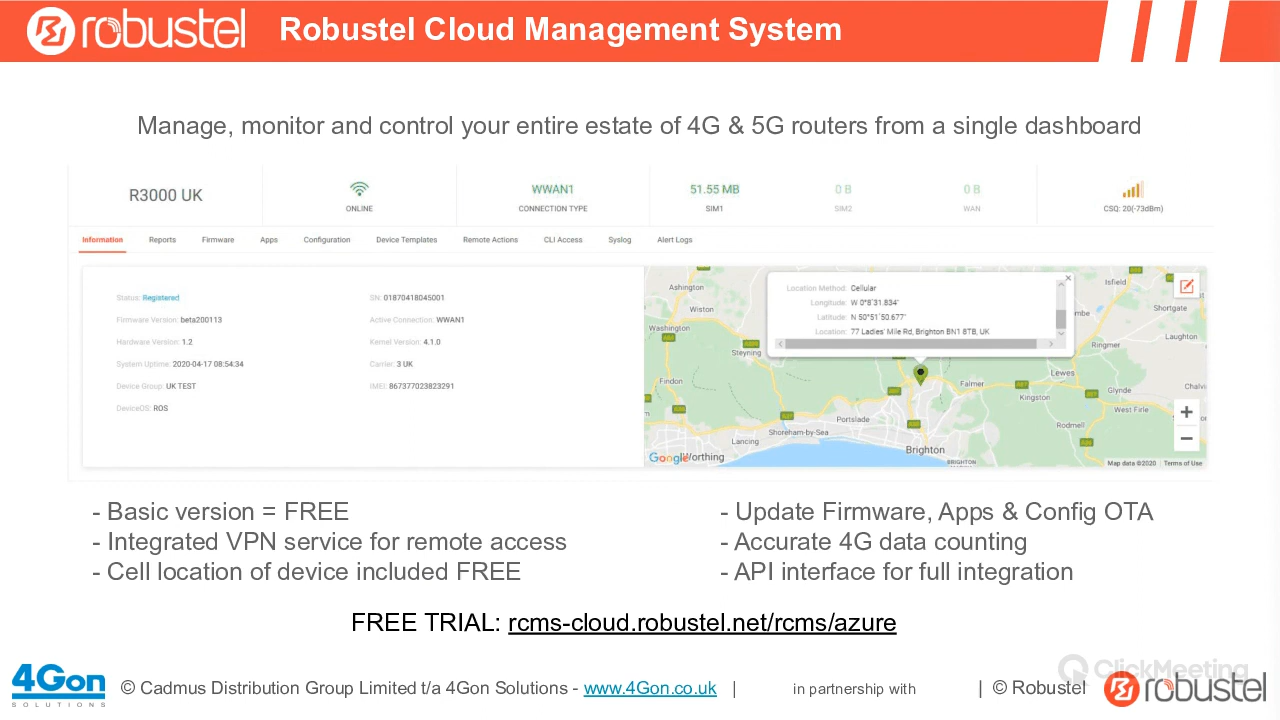 robustel Robustel Cloud Management System
Manage, monitor and control your entire estate of 4G & 5G routers from a single dashboard
R3000 UK
ONLINE
WWAN1
CONNECTION TYPE
51.55 MB
SIM1
0 B
SIM2
0 B
WAN
CSQ: 20(-73dBm)
Information Reports Firmware Apps Configuration Device Templates Remote Actions CLI Access Syslog Alert Logs
Status: Registered
Firmware Version: beta200113
Hardware Version: 1.2
System Uptime: 2020-04-17 08:54:34
Device Group: UK TEST
DeviceOS: ROS
SN: 01870418045001
Active Connection: WWAN1
Kernel Version: 4.1.0
Carrier: 3 UK
IMEI: 867377023823291
Location Method: Cellular
Longitude: W 0°8'31.834"
Latitude: N 50°51'50.677"
Location: 77 Ladies' Mile Rd, Brighton BN1 8TB, UK
Ashington
Washington
Steyning
Findon
Lancing
Shoreham-by-Sea
Portslade
Brighton
BRIGHTON
Falmer
Kingston
Lewes
Rodmell
Glynde
West Firle
Ringmer
Isfield
Shortgate
Laughton
Chalvi
Worthing
Google
Map data ©2020 Terms of Use
- Basic version = FREE
- Integrated VPN service for remote access
- Cell location of device included FREE
- Update Firmware, Apps & Config OTA
- Accurate 4G data counting
- API interface for full integration
FREE TRIAL: rcms-cloud.robustel.net/rcms/azure
4Gon
SOLUTIONS
© Cadmus Distribution Group Limited t/a 4Gon Solutions - www.4Gon.co.uk | in partnership with | © Robustel robustel
ClickMeeting